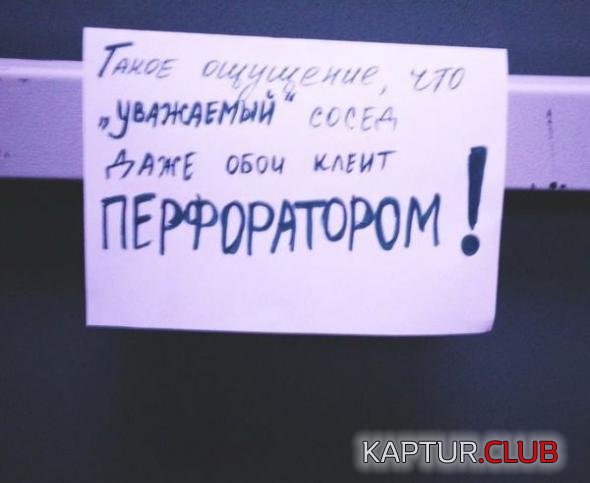 Такое ощущение, что
„УВАЖАЕМЫЙ“ СОСЕД
ДАЖЕ ОБОИ КЛЕИТ
ПЕРФОРАТОРОМ!
KAPTUR.CLUB